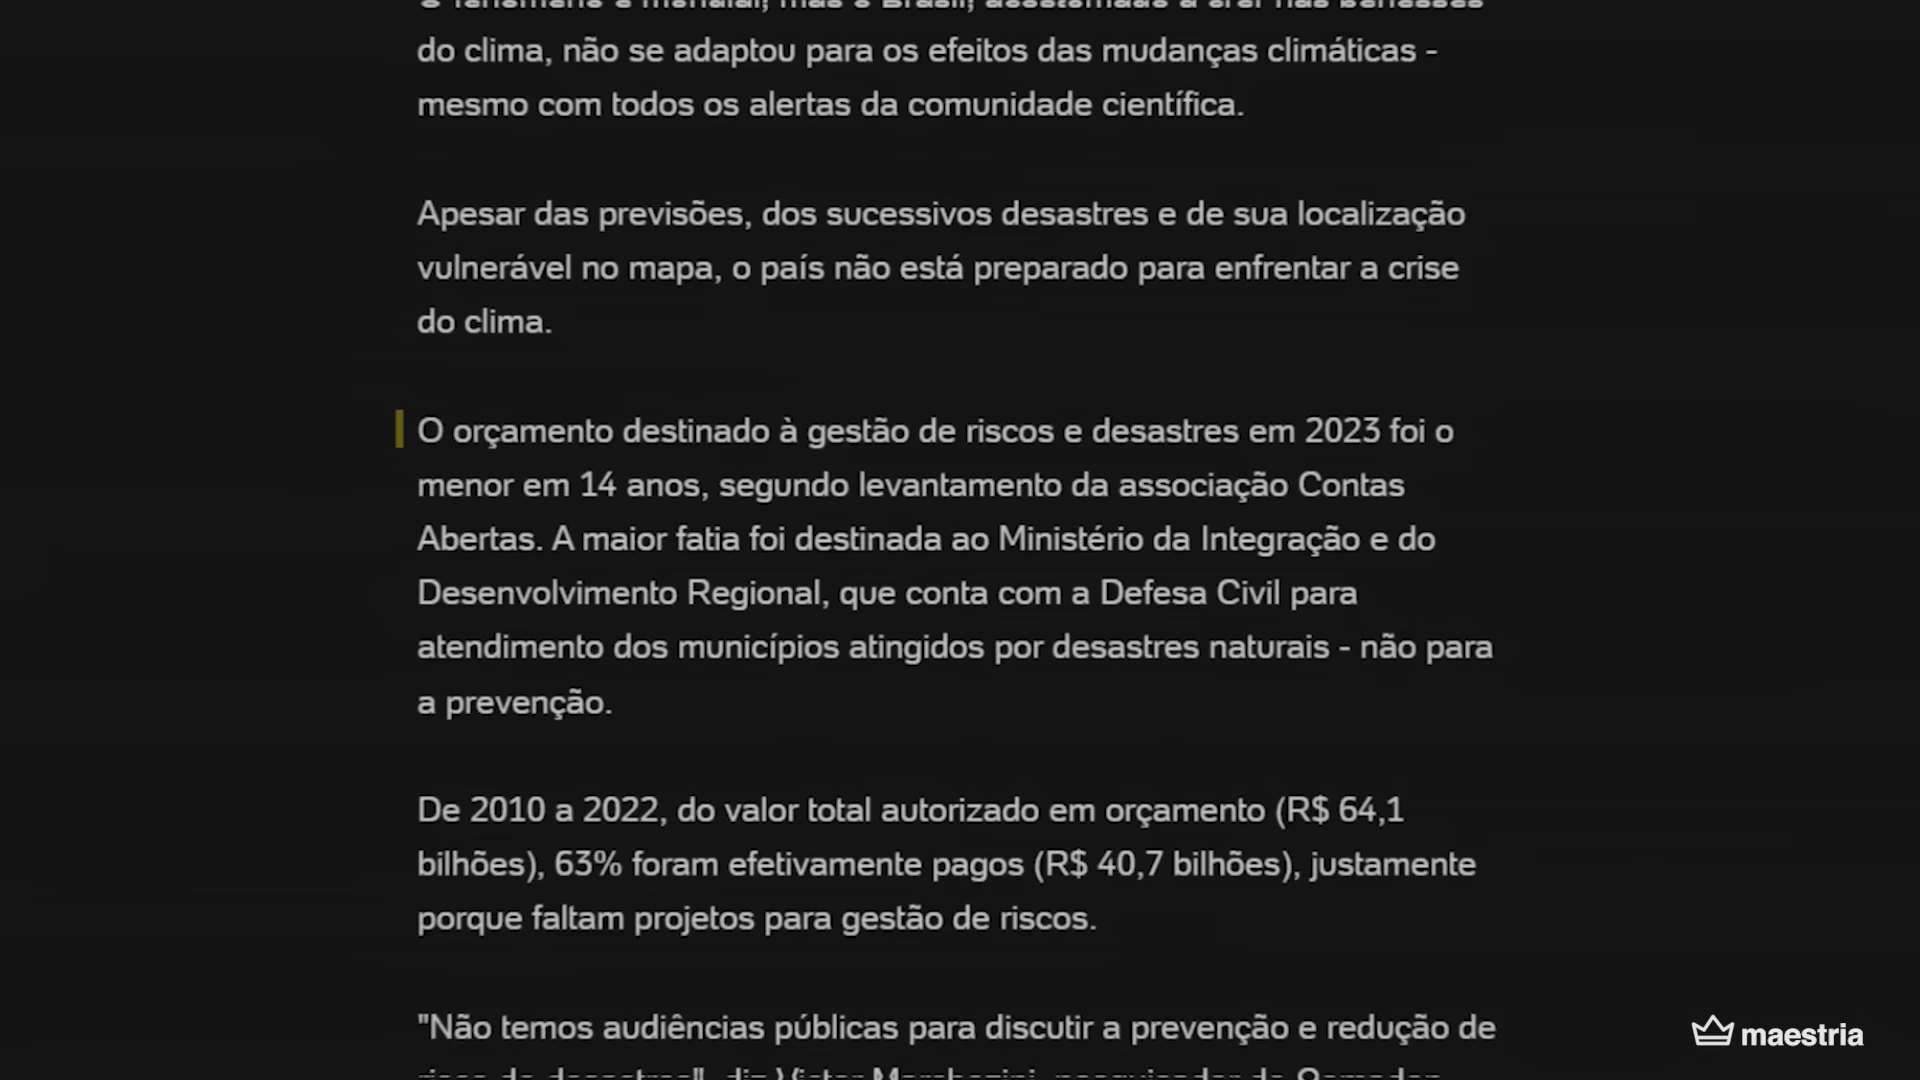 do clima, não se adaptou para os efeitos das mudanças climáticas -
mesmo com todos os alertas da comunidade científica.
Apesar das previsões, dos sucessivos desastres e de sua localização
vulnerável no mapa, o país não está preparado para enfrentar a crise
do clima.
O orçamento destinado à gestão de riscos e desastres em 2023 foi o
menor em 14 anos, segundo levantamento da associação Contas
Abertas. A maior fatia foi destinada ao Ministério da Integração e do
Desenvolvimento Regional, que conta com a Defesa Civil para
atendimento dos municípios atingidos por desastres naturais - não para
a prevenção.
De 2010 a 2022, do valor total autorizado em orçamento (R$ 64,1
bilhões), 63% foram efetivamente pagos (R$ 40,7 bilhões), justamente
porque faltam projetos para gestão de riscos.
"Não temos audiências públicas para discutir a prevenção e redução de
maestria